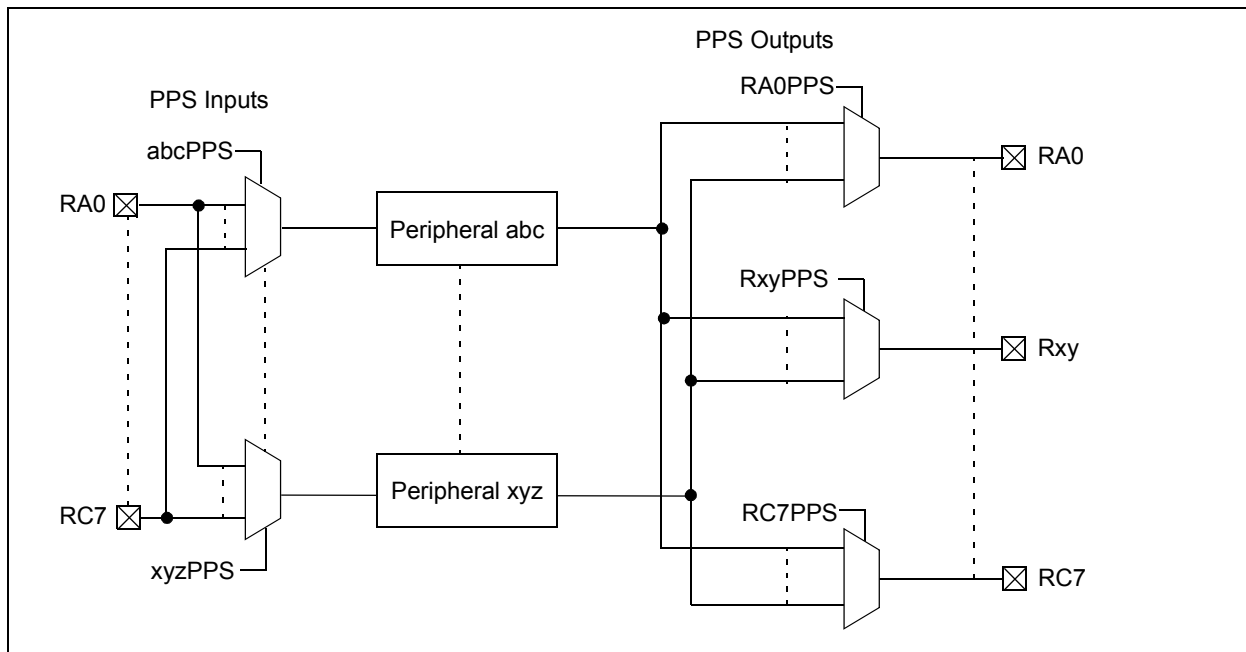 PPS Outputs
RA0PPS
PPS Inputs
abcPPS
RA0
RA0
Peripheral abc
RxyPPS
Rxy
Peripheral xyz
RC7PPS
RC7
xyzPPS
RC7